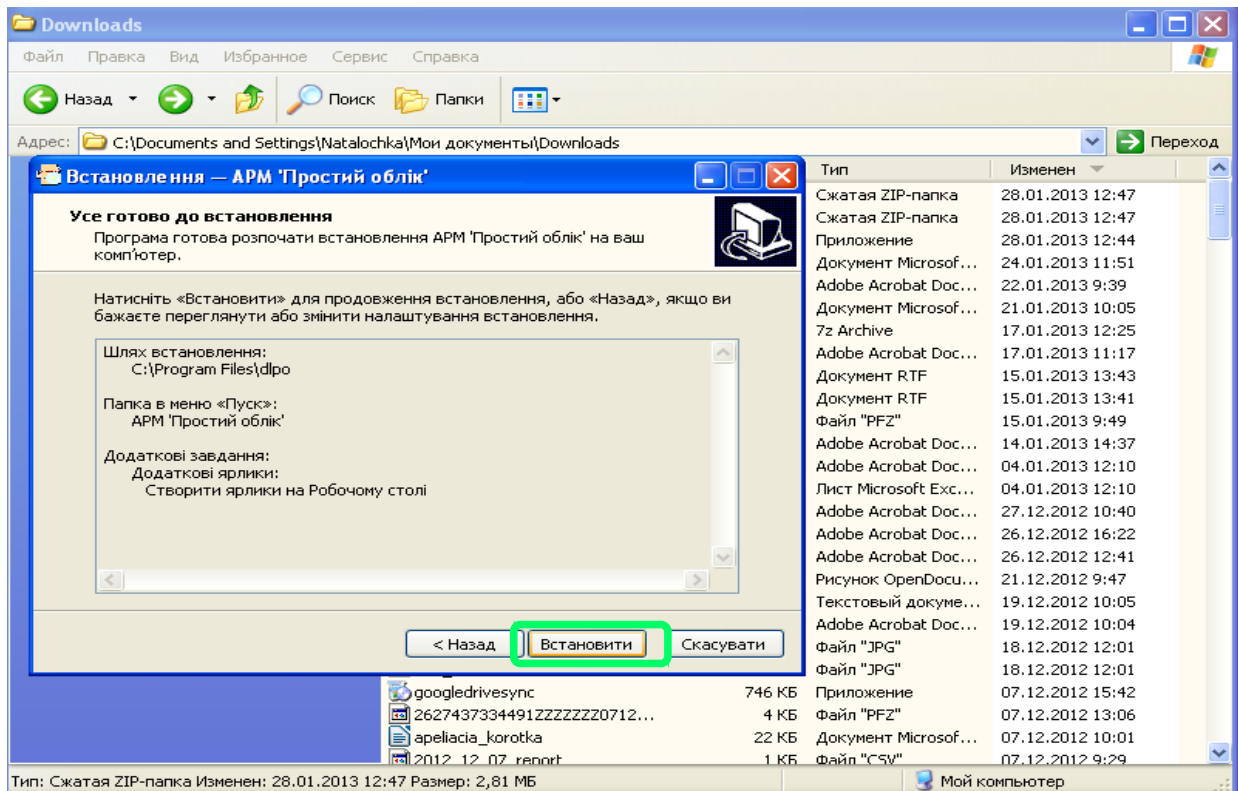 Downloads
Файл Правка Вид Избранное Сервис Справка
Назад Поиск Папки
Адрес: C:\Documents and Settings\Natalochka\Мои документы\Downloads Переход
Встановлення — АРМ 'Простий облік'
Усе готово до встановлення
Програма готова розпочати встановлення АРМ 'Простий облік' на ваш
комп'ютер.
Натисніть «Встановити» для продовження встановлення, або «Назад», якщо ви
бажаєте переглянути або змінити налаштування встановлення.
Шлях встановлення:
C:\Program Files\dlpo
Папка в меню «Пуск»:
АРМ 'Простий облік'
Додаткові завдання:
Додаткові ярлики:
Створити ярлики на Робочому столі
< Назад Встановити Скасувати
Тип Изменен
Сжатая ZIP-папка 28.01.2013 12:47
Сжатая ZIP-папка 28.01.2013 12:47
Приложение 28.01.2013 12:44
Документ Microsof... 24.01.2013 11:51
Adobe Acrobat Doc... 22.01.2013 9:39
Документ Microsof... 21.01.2013 10:05
7z Archive 17.01.2013 12:25
Adobe Acrobat Doc... 17.01.2013 11:17
Документ RTF 15.01.2013 13:43
Документ RTF 15.01.2013 13:41
Файл "PFZ" 15.01.2013 9:49
Adobe Acrobat Doc... 14.01.2013 14:37
Adobe Acrobat Doc... 04.01.2013 12:10
Лист Microsoft Exc... 04.01.2013 12:10
Adobe Acrobat Doc... 27.12.2012 10:40
Adobe Acrobat Doc... 26.12.2012 16:22
Adobe Acrobat Doc... 26.12.2012 12:41
Рисунок OpenDocu... 21.12.2012 9:47
Текстовый докуме... 19.12.2012 10:05
Adobe Acrobat Doc... 19.12.2012 10:04
Файл "JPG" 18.12.2012 12:01
Файл "JPG" 18.12.2012 12:01
googledrivesync 746 КБ Приложение 07.12.2012 15:42
2627437334491ZZZZZZZ0712... 4 КБ Файл "PFZ" 07.12.2012 13:06
apeliacia_korotka 22 КБ Документ Microsof... 07.12.2012 10:01
2012_12_07_report 1 КБ Файл "CSV" 07.12.2012 9:29
Тип: Сжатая ZIP-папка Изменен: 28.01.2013 12:47 Размер: 2,81 МБ Мой компьютер